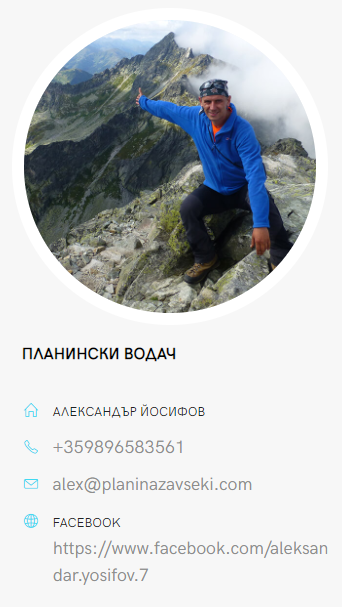 ПЛАНИНСКИ ВОДАЧ
АЛЕКСАНДЪР ЙОСИФОВ
+359896583561
alex@planinazavseki.com
FACEBOOK
https://www.facebook.com/aleksan
dar.yosifov.7